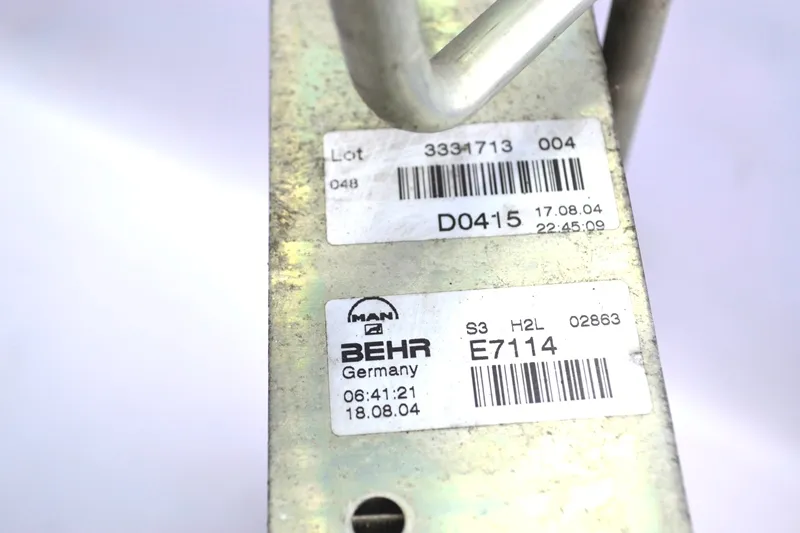 Lot 3331713 004
048
D0415 17.08.04
22:45:09
MAN
S3 H2L 02863
BEHR E7114
Germany
06:41:21
18.08.04